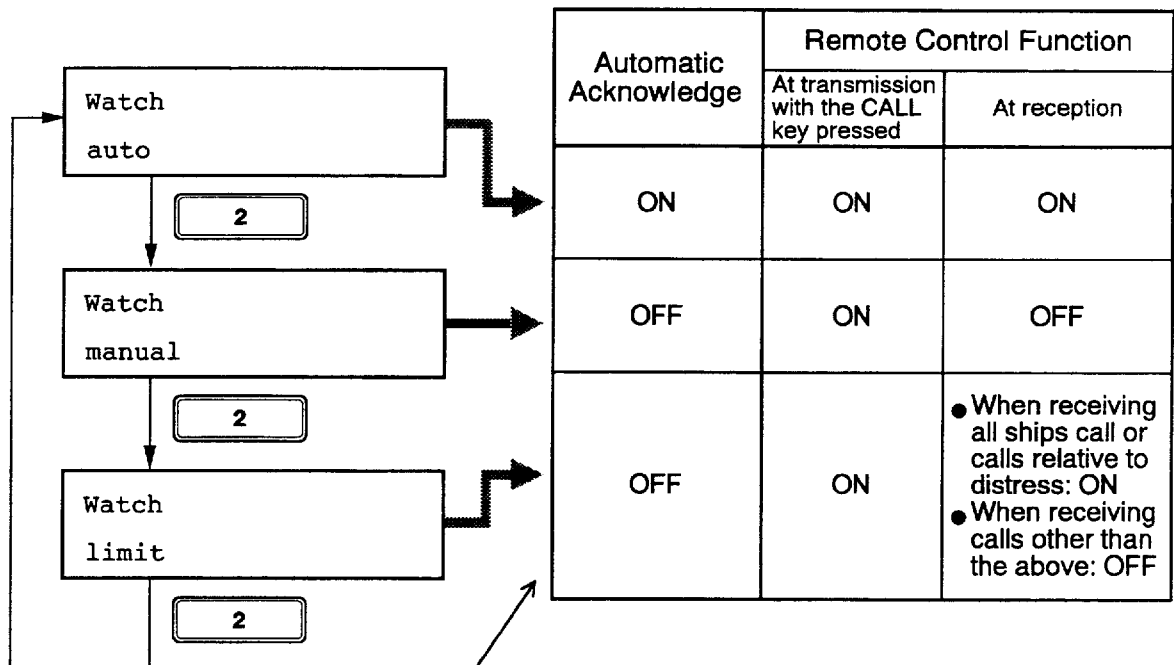 Watch
auto
2
Watch
manual
2
Watch
limit
2
Automatic
Acknowledge
Remote Control Function
At transmission
with the CALL
key pressed
At reception
ON
ON
ON
OFF
ON
OFF
OFF
ON
● When receiving
all ships call or
calls relative to
distress: ON
● When receiving
calls other than
the above: OFF